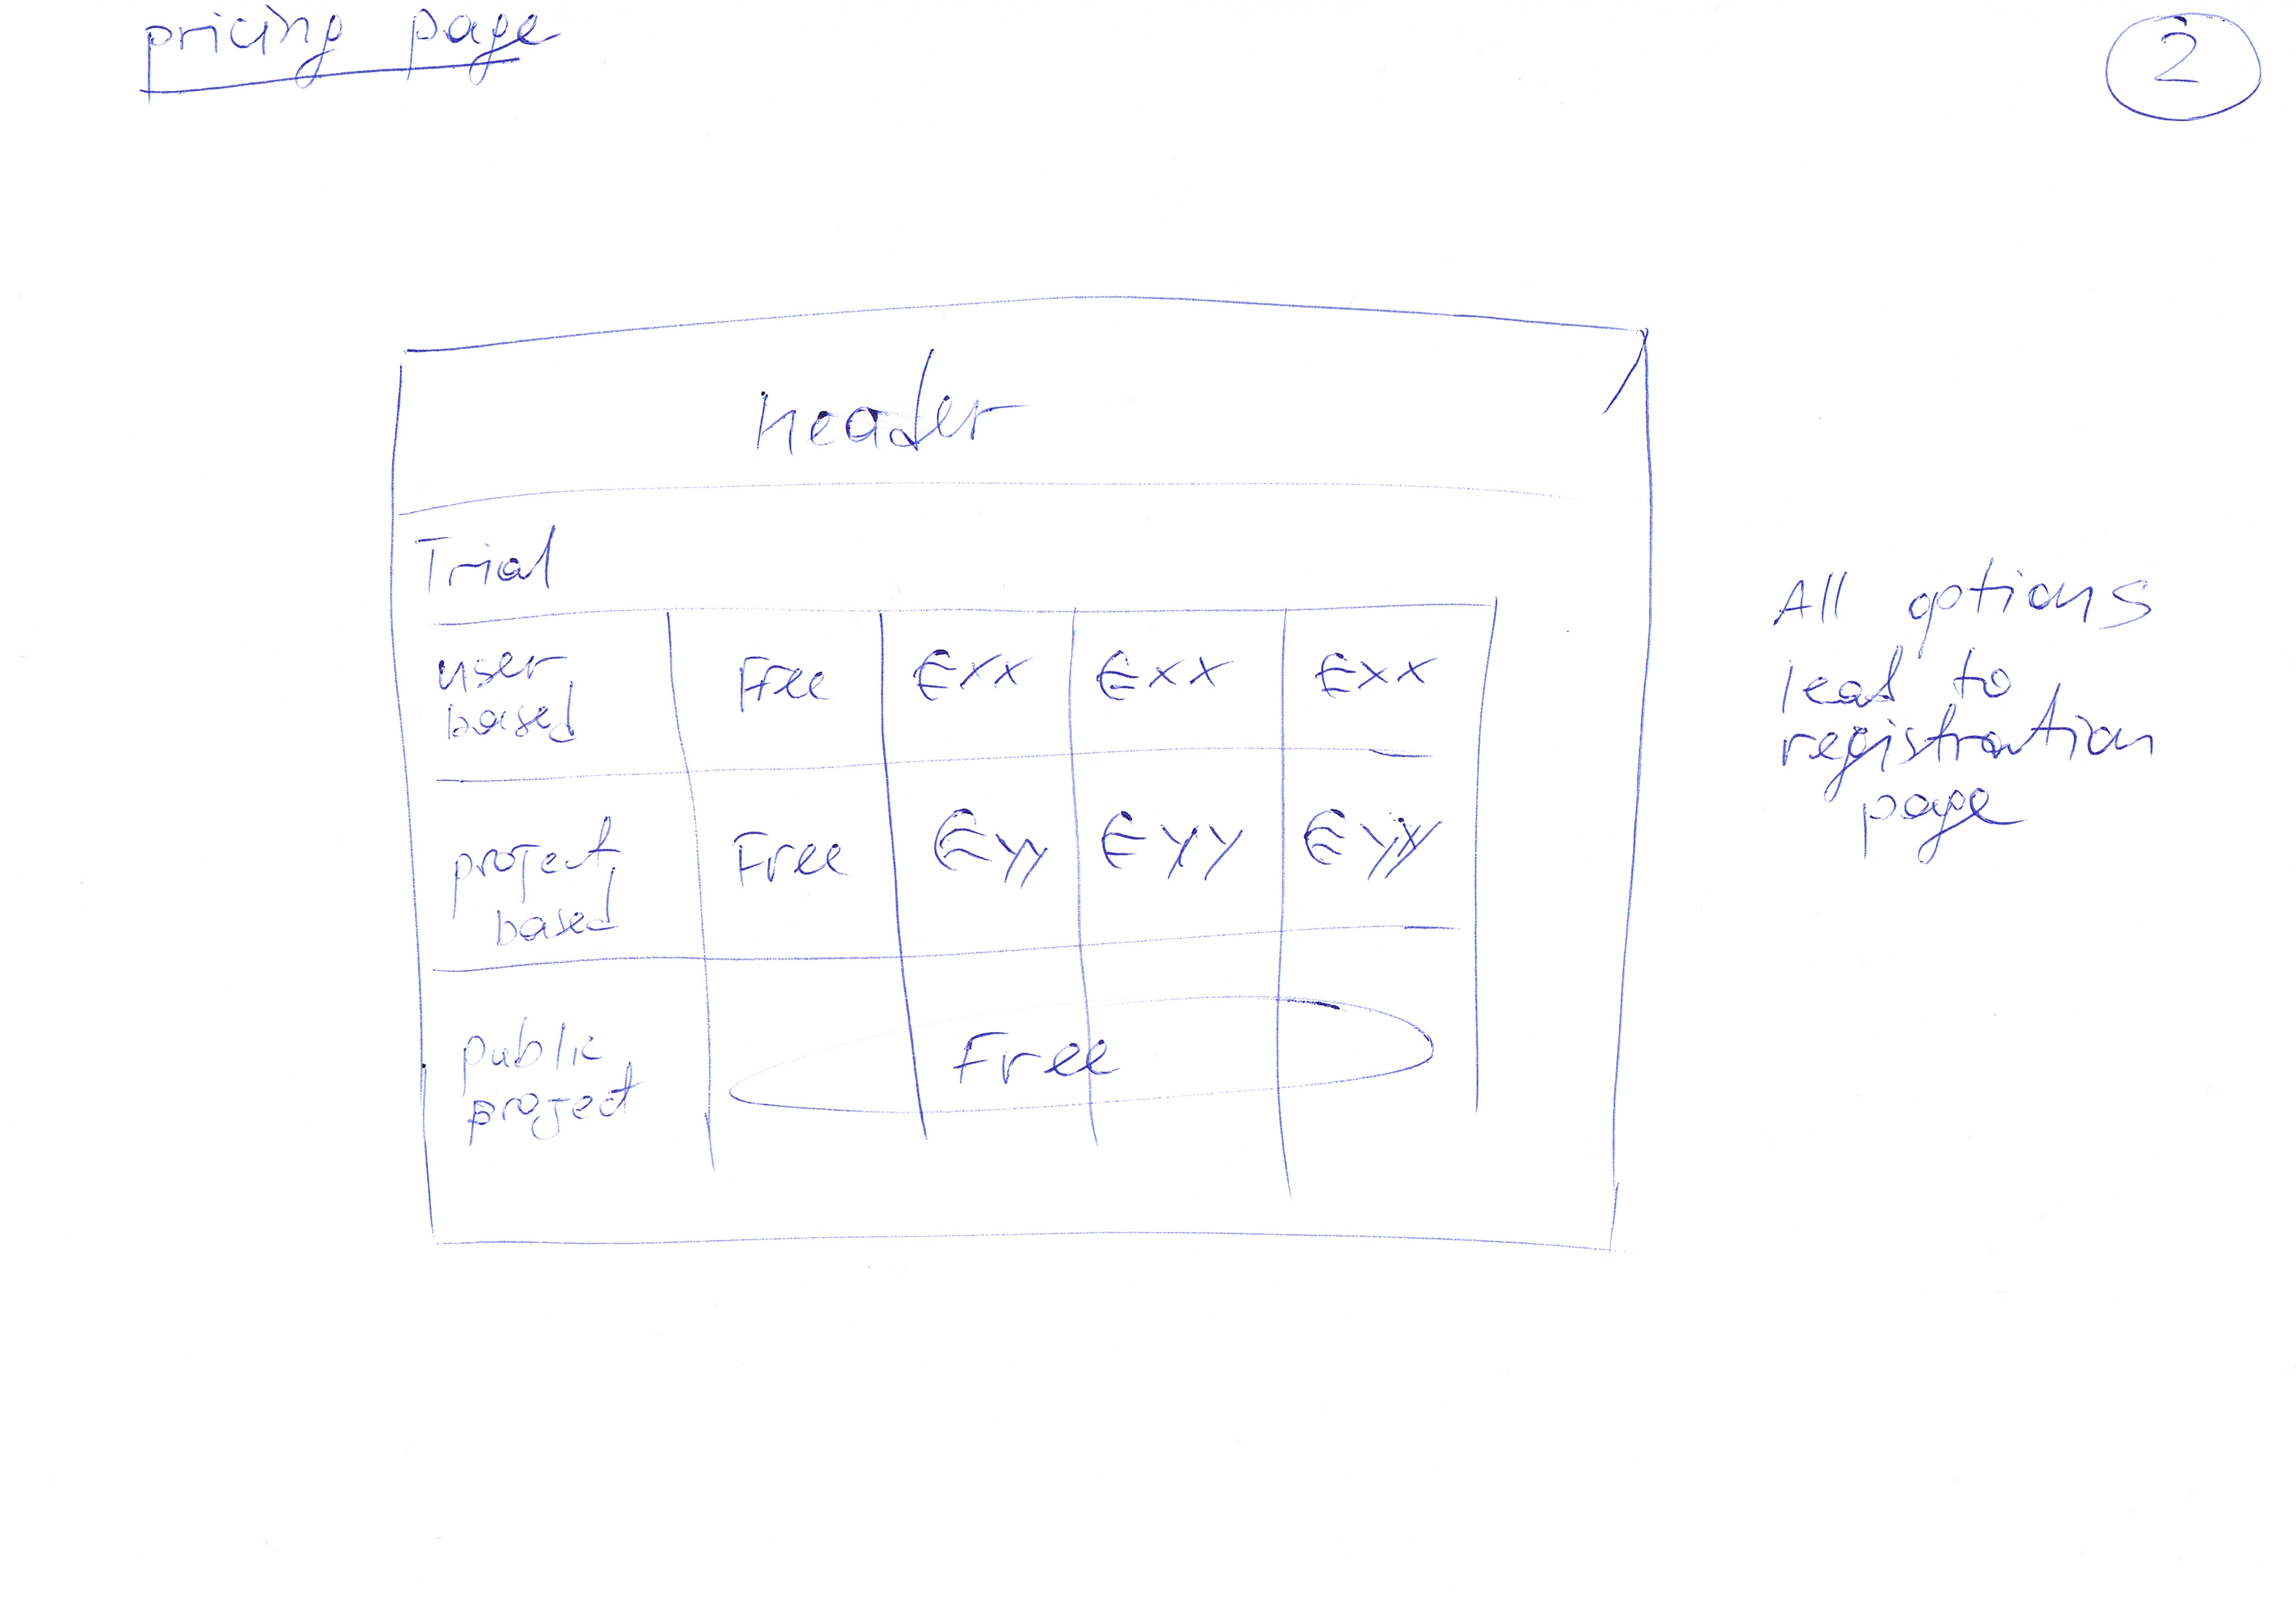 pricing page
2
header
Trial
user
based
Free
€xx
€xx
€xx
project
based
Free
€yy
€yy
€yy
public
project
Free
All options
lead to
registration
page